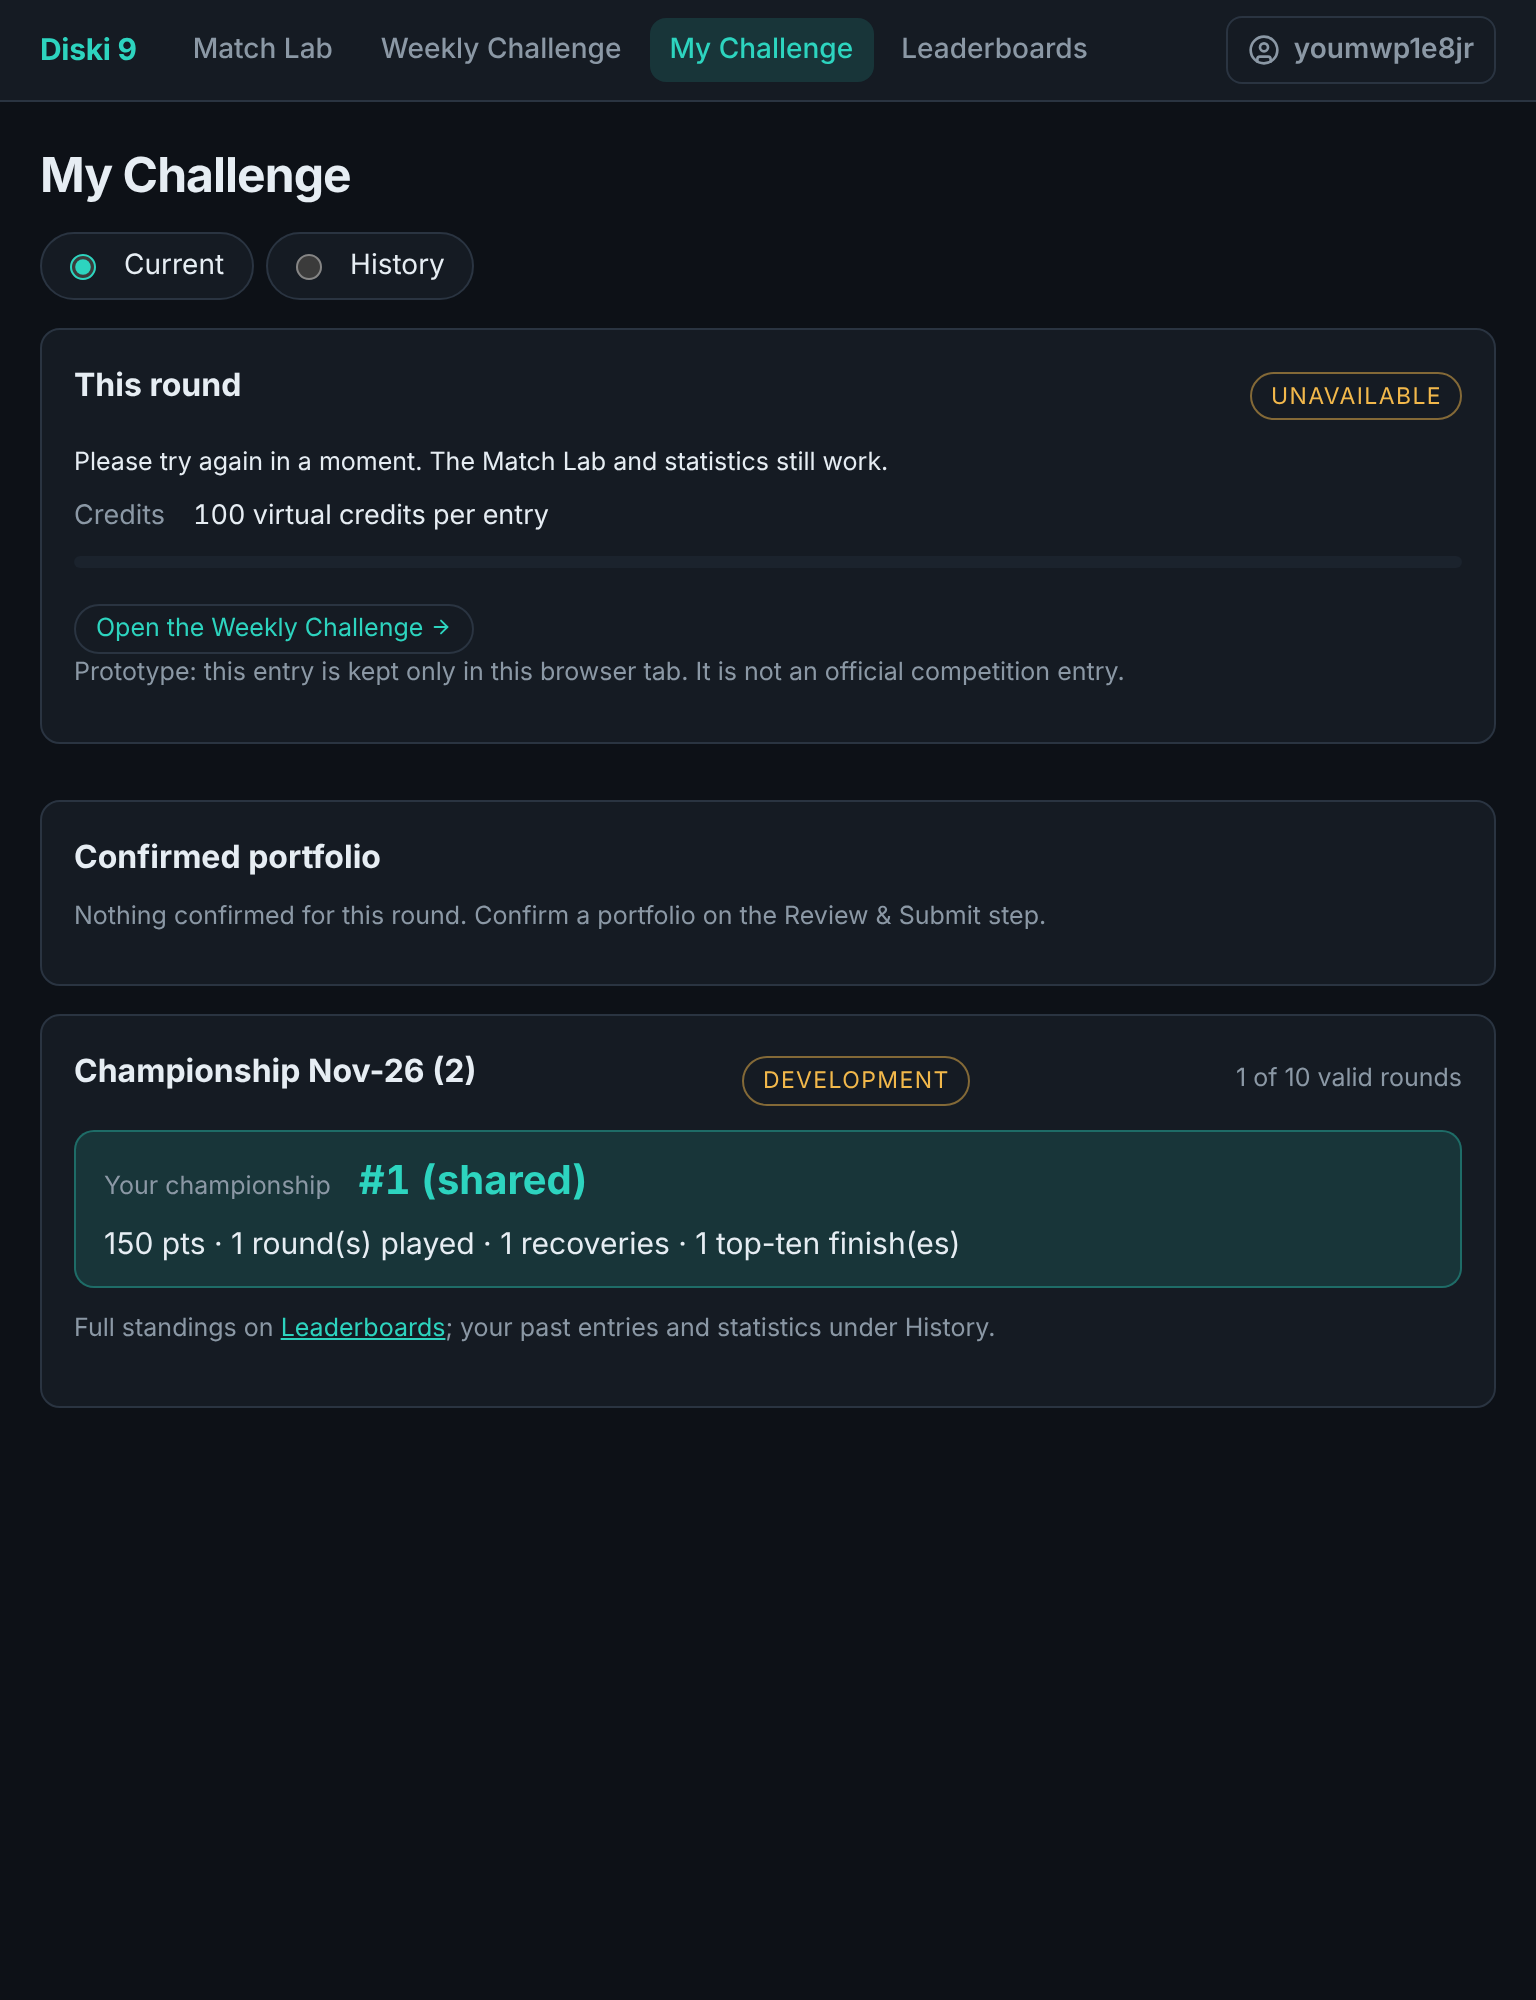 Diski 9 Match Lab Weekly Challenge My Challenge Leaderboards youmwp1e8jr
My Challenge
Current History
This round UNAVAILABLE
Please try again in a moment. The Match Lab and statistics still work.
Credits 100 virtual credits per entry
Open the Weekly Challenge →
Prototype: this entry is kept only in this browser tab. It is not an official competition entry.
Confirmed portfolio
Nothing confirmed for this round. Confirm a portfolio on the Review & Submit step.
Championship Nov-26 (2) DEVELOPMENT 1 of 10 valid rounds
Your championship #1 (shared)
150 pts · 1 round(s) played · 1 recoveries · 1 top-ten finish(es)
Full standings on Leaderboards; your past entries and statistics under History.